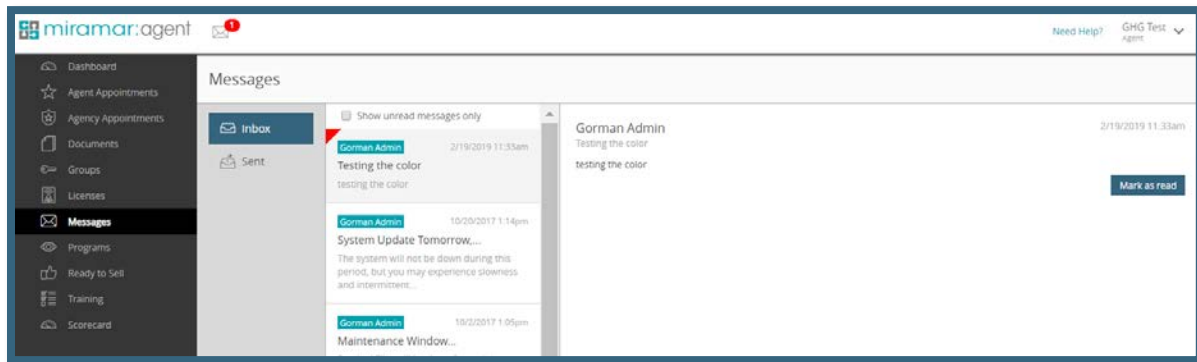 miramar:agent
1
Need Help?
GHG Test
Agent
Dashboard
Agent Appointments
Agency Appointments
Documents
Groups
Licenses
Messages
Programs
Ready to Sell
Training
Scorecard
Messages
Inbox
Sent
Show unread messages only
Gorman Admin 2/19/2019 11:33am
Testing the color
testing the color
Gorman Admin 10/20/2017 1:14pm
System Update Tomorrow,...
The system will not be down during this
period, but you may experience slowness
and intermittent...
Gorman Admin 10/2/2017 1:05pm
Maintenance Window...
Gorman Admin 2/19/2019 11:33am
Testing the color
testing the color
Mark as read